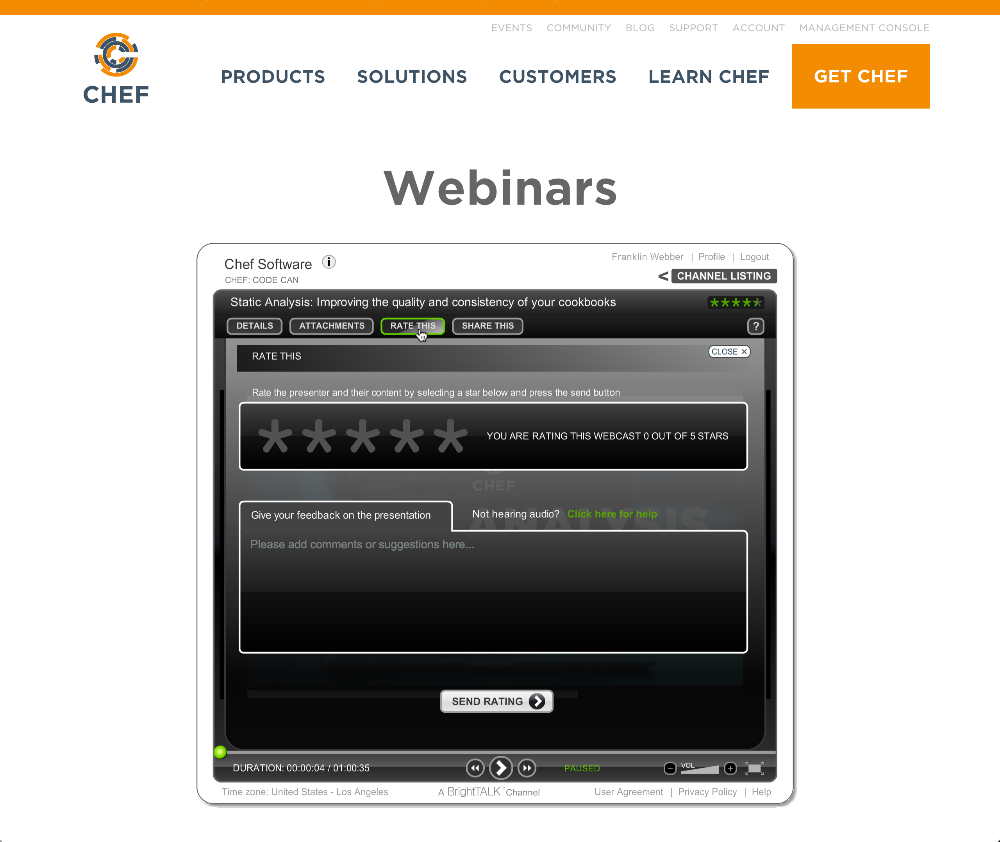 EVENTS COMMUNITY BLOG SUPPORT ACCOUNT MANAGEMENT CONSOLE
CHEF
PRODUCTS SOLUTIONS CUSTOMERS LEARN CHEF GET CHEF
Webinars
Chef Software i
CHEF: CODE CAN
Franklin Webber | Profile | Logout
< CHANNEL LISTING
Static Analysis: Improving the quality and consistency of your cookbooks
DETAILS ATTACHMENTS RATE THIS SHARE THIS ?
RATE THIS CLOSE ×
Rate the presenter and their content by selecting a star below and press the send button
YOU ARE RATING THIS WEBCAST 0 OUT OF 5 STARS
CHEF
ANALYSIS
Give your feedback on the presentation
Not hearing audio? Click here for help
Please add comments or suggestions here...
SEND RATING
DURATION: 00:00:04 / 01:00:35 PAUSED VOL
Time zone: United States - Los Angeles A BrightTALK™ Channel User Agreement | Privacy Policy | Help